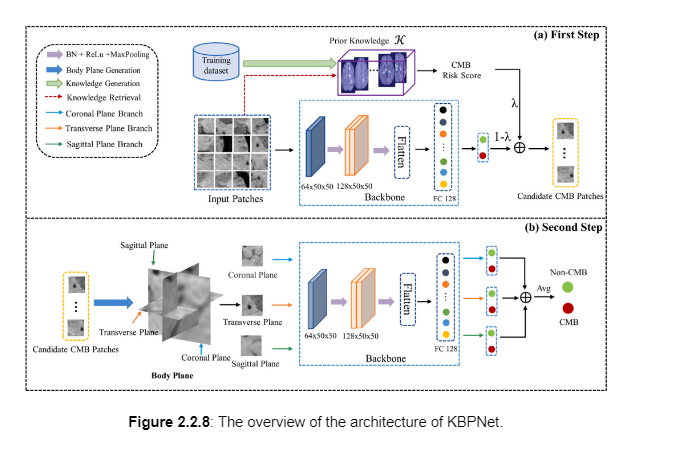 (a) First Step
BN + ReLu +MaxPooling
Body Plane Generation
Knowledge Generation
Knowledge Retrieval
Coronal Plane Branch
Transverse Plane Branch
Sagittal Plane Branch
Training
dataset
Prior Knowledge 𝒦
CMB
Risk Score
λ
1-λ
Input Patches
64x50x50
128x50x50
Flatten
Backbone
FC 128
Candidate CMB Patches
(b) Second Step
Sagittal Plane
Transverse Plane
Coronal Plane
Body Plane
Candidate CMB Patches
Coronal Plane
Transverse Plane
Sagittal Plane
64x50x50
128x50x50
Flatten
Backbone
FC 128
Avg
Non-CMB
CMB
Figure 2.2.8: The overview of the architecture of KBPNet.